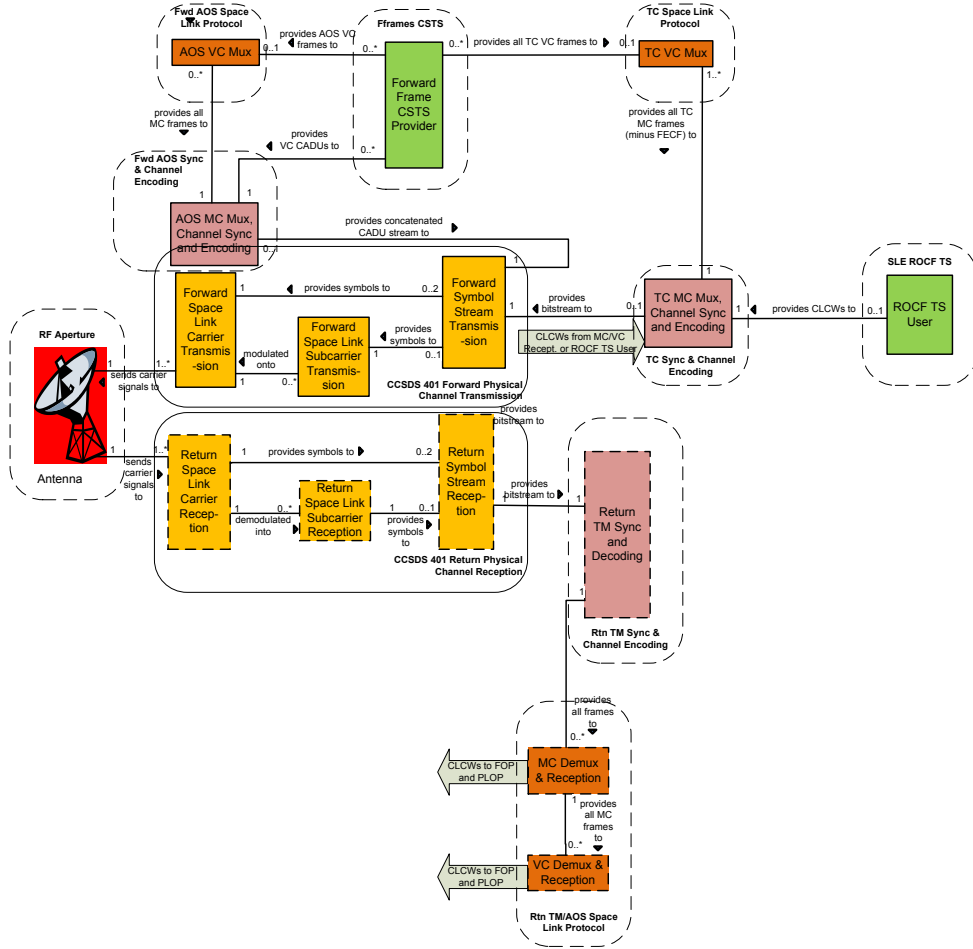 Fwd AOS Space
Link Protocol
AOS VC Mux
0..1
0..*
provides AOS VC
frames to
0..*
Fframes CSTS
Forward
Frame
CSTS
Provider
0..*
provides all TC VC frames to
0..1
TC Space Link
Protocol
TC VC Mux
1..*
provides all
MC frames to
provides
VC CADUs to
0..*
provides all TC
MC frames
(minus FECF) to
Fwd AOS Sync
& Channel
Encoding
1
1
AOS MC Mux,
Channel Sync
and Encoding
0..1
provides concatenated
CADU stream to
1
SLE ROCF TS
ROCF TS
User
0..1
provides CLCWs to
1
1
TC MC Mux,
Channel Sync
and Encoding
0..1
TC Sync & Channel
Encoding
provides
bitstream to
1
CLCWs from MC/VC
Recept. or ROCF TS User
Forward
Space
Link
Carrier
Transmis-
sion
1
provides symbols to
0..2
Forward
Symbol
Stream
Transmis-
sion
Forward
Space Link
Subcarrier
Transmis-
sion
1
provides
symbols to
0..1
modulated
onto
1
0..*
CCSDS 401 Forward Physical
Channel Transmission
RF Aperture
1
1..*
sends carrier
signals to
Antenna
1
1..*
sends
carrier
signals
to
provides
bitstream to
Return
Space
Link
Carrier
Recep-
tion
1
provides symbols to
0..2
Return
Symbol
Stream
Recep-
tion
Return
Space Link
Subcarrier
Reception
1
0..*
demodulated
into
1
0..1
provides
symbols
to
CCSDS 401 Return Physical
Channel Reception
provides
bitstream to
1
1
Return
TM Sync
and
Decoding
1
Rtn TM Sync &
Channel Encoding
provides
all frames
to
0..*
MC Demux
& Reception
CLCWs to FOP
and PLOP
1
provides
all MC
frames
to
0..*
VC Demux &
Reception
CLCWs to FOP
and PLOP
Rtn TM/AOS Space
Link Protocol